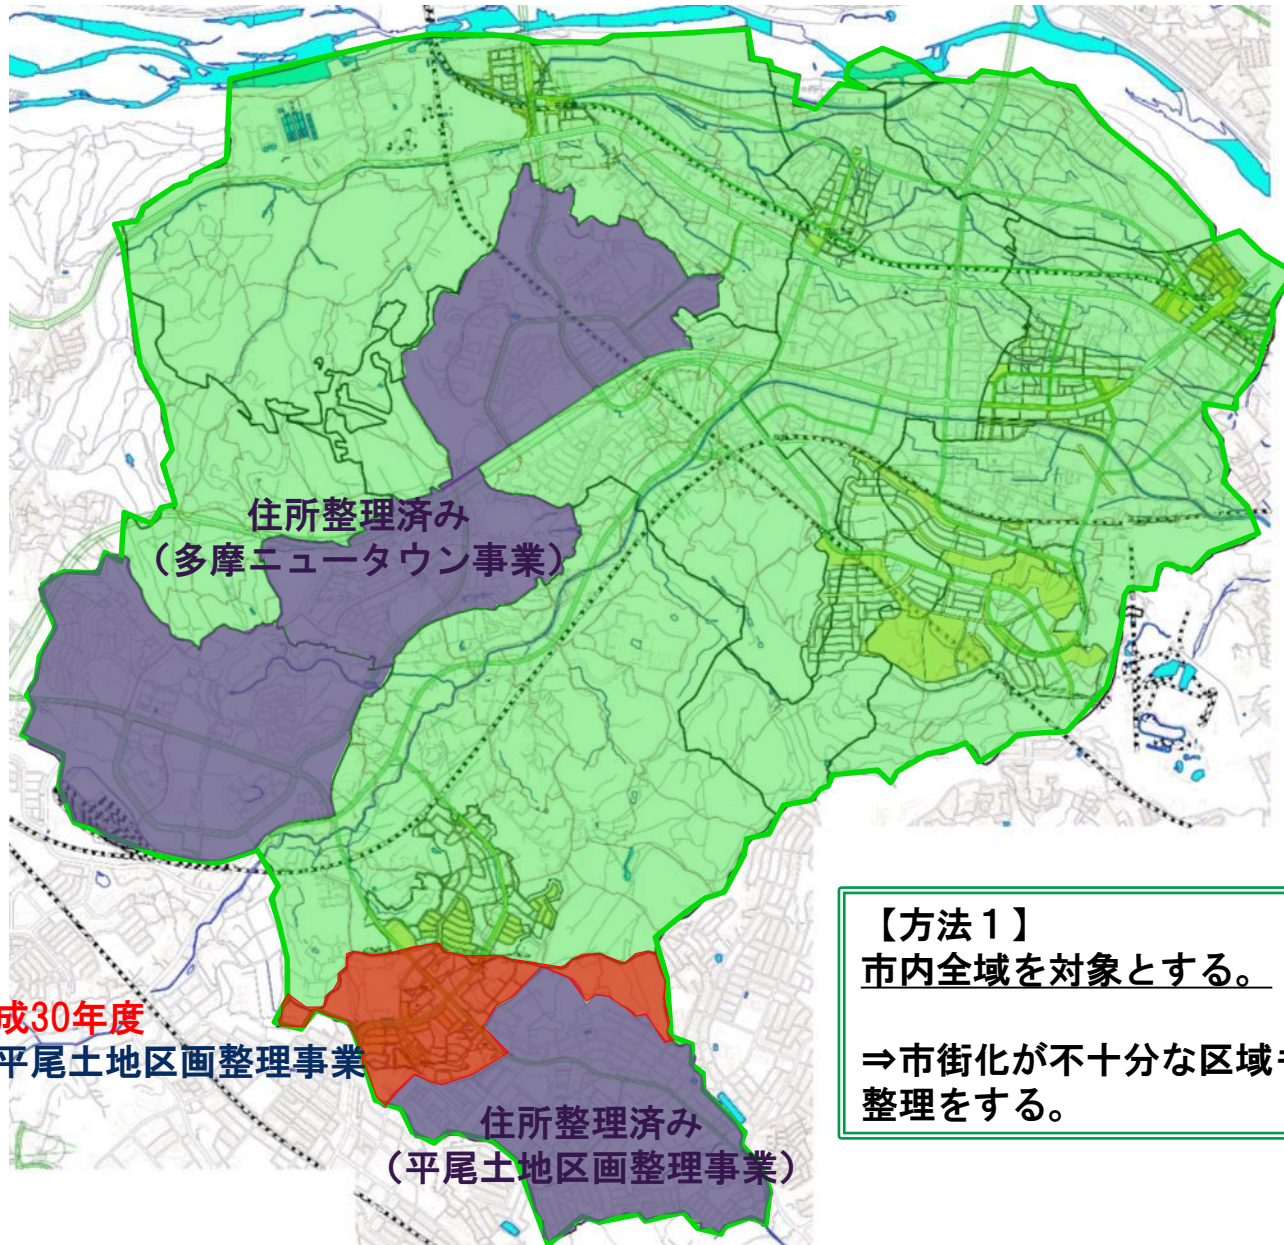 住所整理済み
（多摩ニュータウン事業）
成30年度
平尾土地区画整理事業
住所整理済み
（平尾土地区画整理事業）
【方法１】
市内全域を対象とする。
⇒市街化が不十分な区域
整理をする。